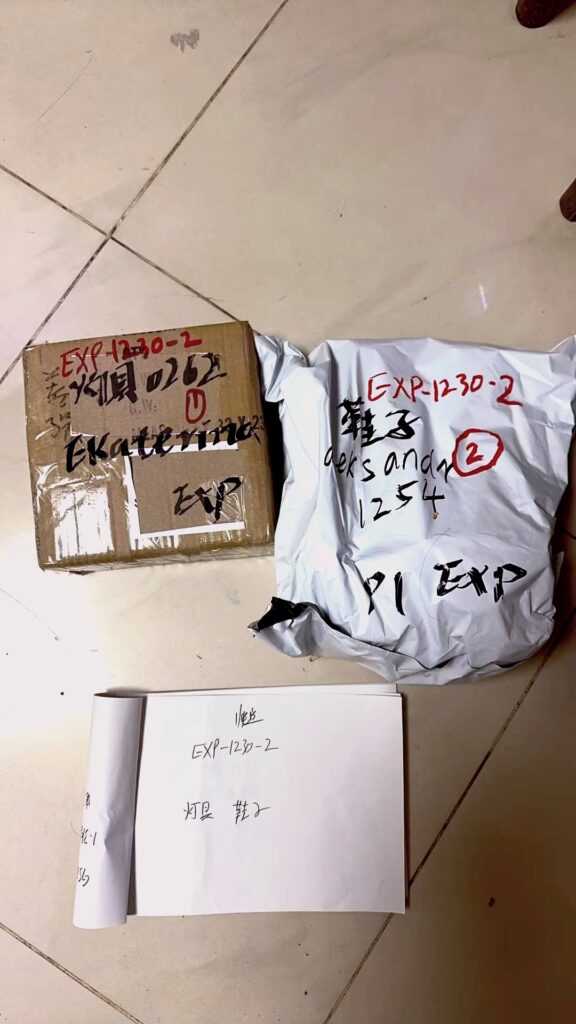 EXP-1230-2
灯具 0262
①
EKaterina
EXP
EXP-1230-2
鞋子
aeksandr
②
1254
P1 EXP
EXP-1230-2
灯具 鞋子